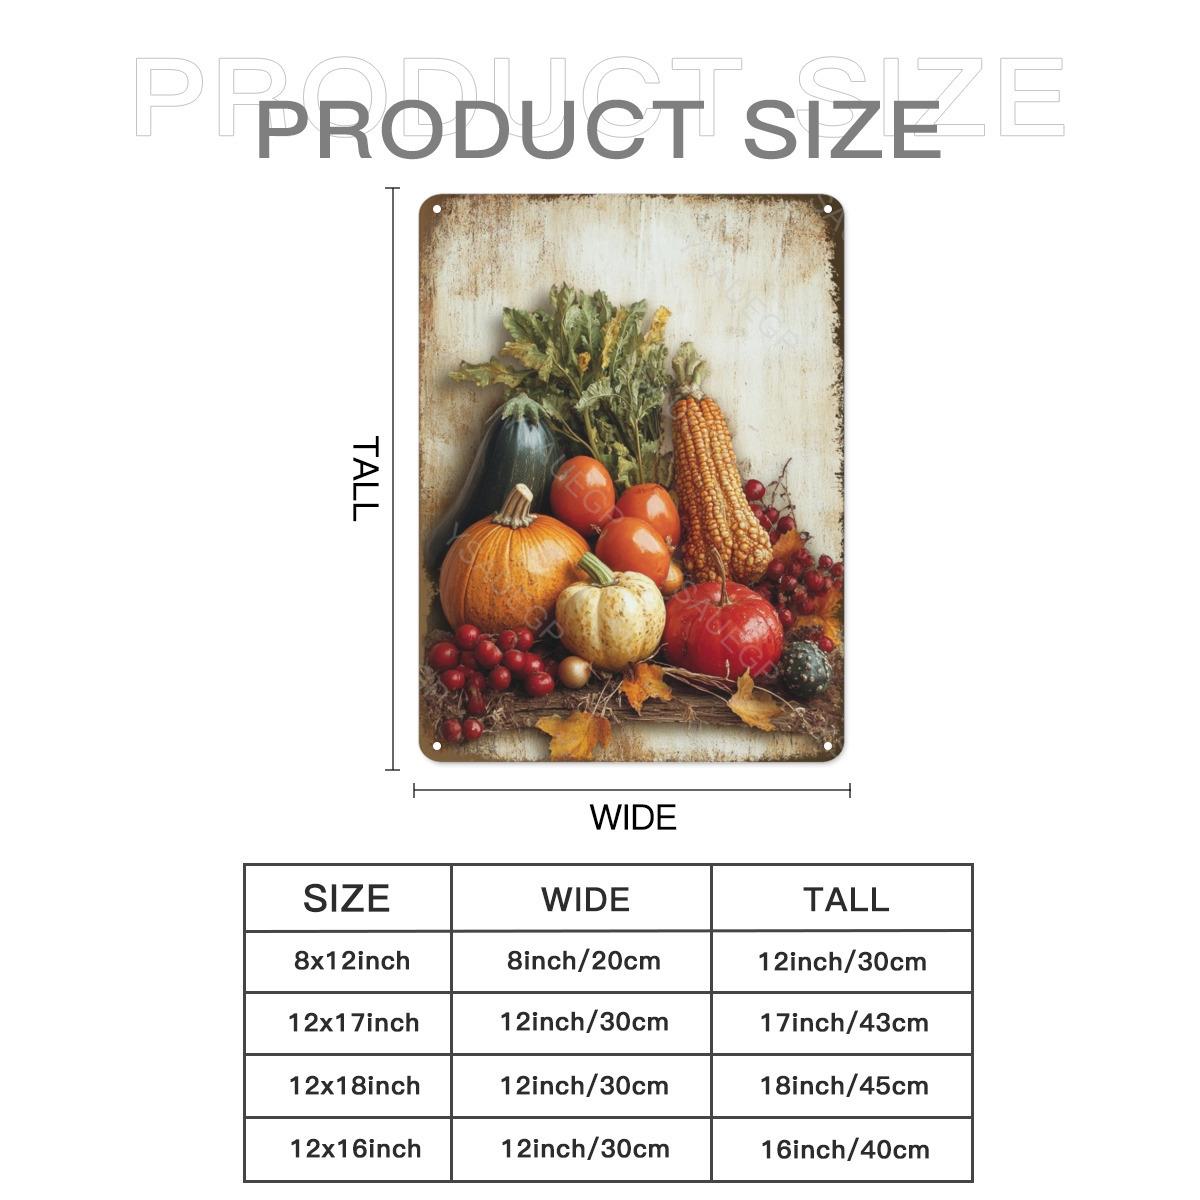 PRODUCT SIZE
PRODUCT SIZE
TALL
WIDE
SIZE WIDE TALL
8x12inch 8inch/20cm 12inch/30cm
12x17inch 12inch/30cm 17inch/43cm
12x18inch 12inch/30cm 18inch/45cm
12x16inch 12inch/30cm 16inch/40cm